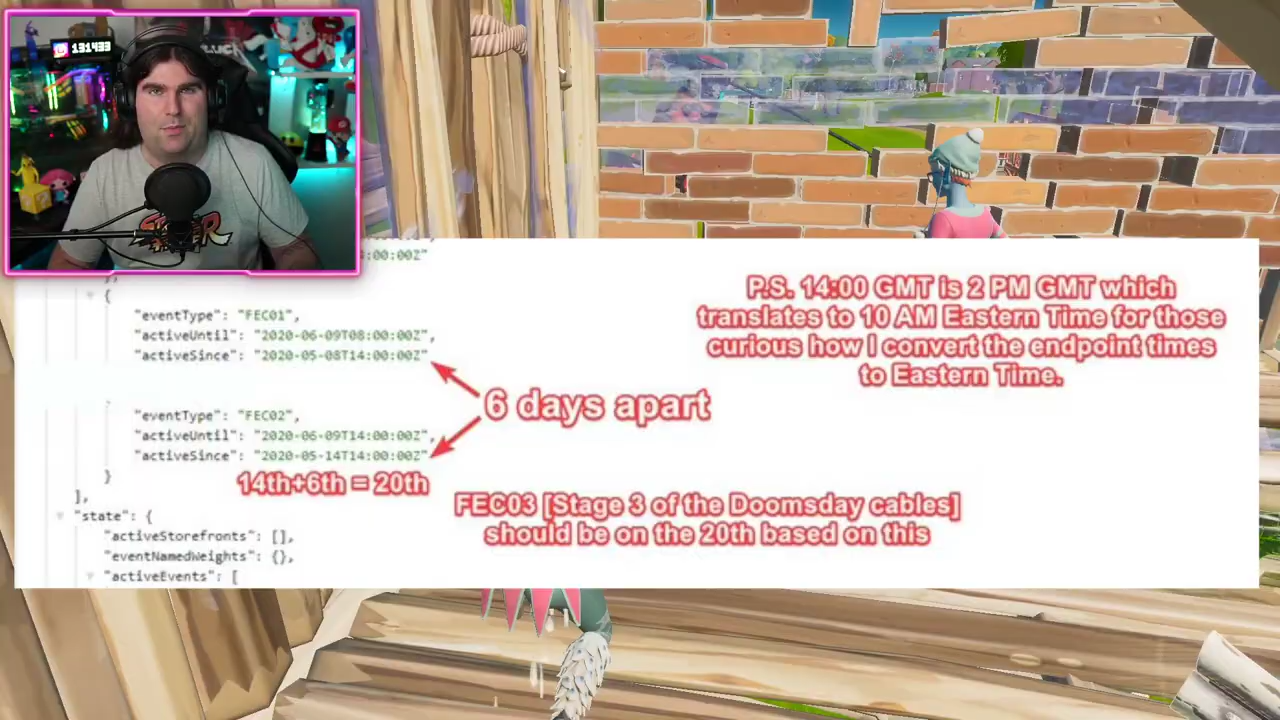 131433
:00:00Z"
},
{
"eventType": "FEC01",
"activeUntil": "2020-06-09T08:00:00Z",
"activeSince": "2020-05-08T14:00:00Z"
"eventType": "FEC02",
"activeUntil": "2020-06-09T14:00:00Z",
"activeSince": "2020-05-14T14:00:00Z"
}
],
"state": {
"activeStorefronts": [],
"eventNamedWeights": {},
"activeEvents": [
P.S. 14:00 GMT is 2 PM GMT which
translates to 10 AM Eastern Time for those
curious how I convert the endpoint times
to Eastern Time.
6 days apart
14th+6th = 20th
FEC03 [Stage 3 of the Doomsday cables]
should be on the 20th based on this